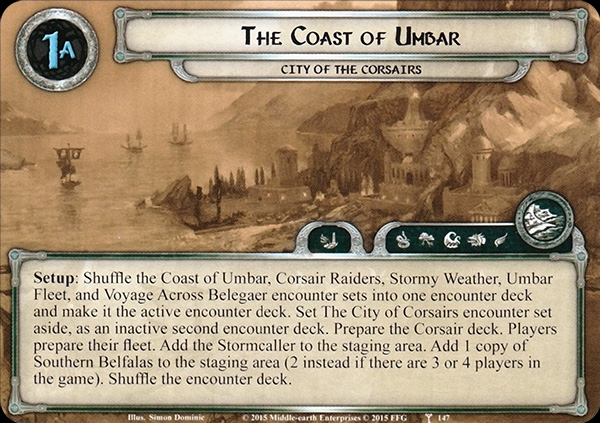 1A
The Coast of Umbar
City of the Corsairs
Setup: Shuffle the Coast of Umbar, Corsair Raiders, Stormy Weather, Umbar
Fleet, and Voyage Across Belegaer encounter sets into one encounter deck
and make it the active encounter deck. Set The City of Corsairs encounter set
aside, as an inactive second encounter deck. Prepare the Corsair deck. Players
prepare their fleet. Add the Stormcaller to the staging area. Add 1 copy of
Southern Belfalas to the staging area (2 instead if there are 3 or 4 players in
the game). Shuffle the encounter deck.
Illus. Simon Dominic © 2015 Middle-earth Enterprises © 2015 FFG 147